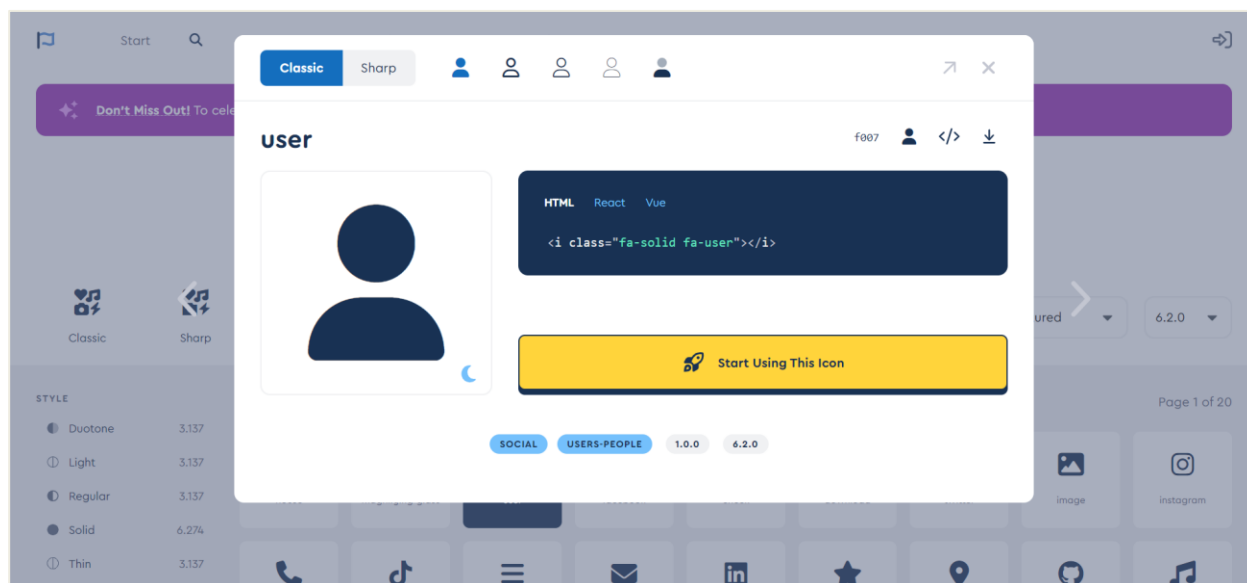 Start
Classic
Sharp
Don't Miss Out! To cele
user
f007
HTML React Vue
<i class="fa-solid fa-user"></i>
Start Using This Icon
SOCIAL
USERS-PEOPLE
1.0.0
6.2.0
Classic
Sharp
ured
6.2.0
STYLE
Page 1 of 20
Duotone 3.137
Light 3.137
Regular 3.137
Solid 6.274
Thin 3.137
image
instagram